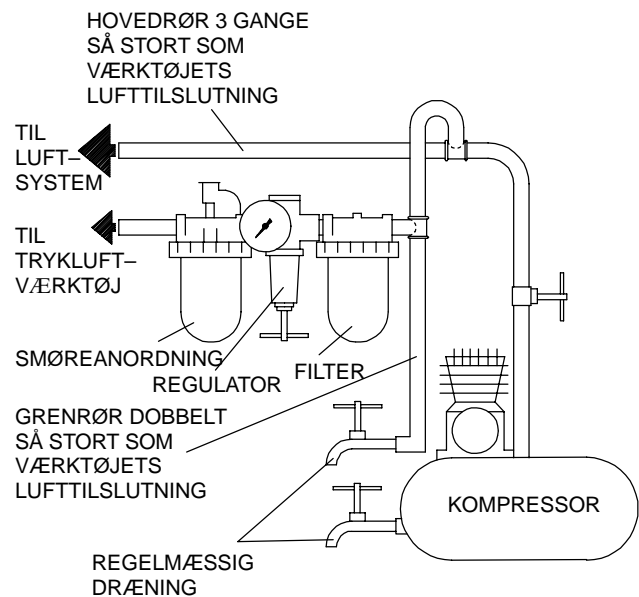 HOVEDRØR 3 GANGE
SÅ STORT SOM
VÆRKTØJETS
LUFTTILSLUTNING
TIL
LUFT–
SYSTEM
TIL
TRYKLUFT–
VÆRKTØJ
SMØREANORDNING
REGULATOR
FILTER
GRENRØR DOBBELT
SÅ STORT SOM
VÆRKTØJETS
LUFTTILSLUTNING
KOMPRESSOR
REGELMÆSSIG
DRÆNING